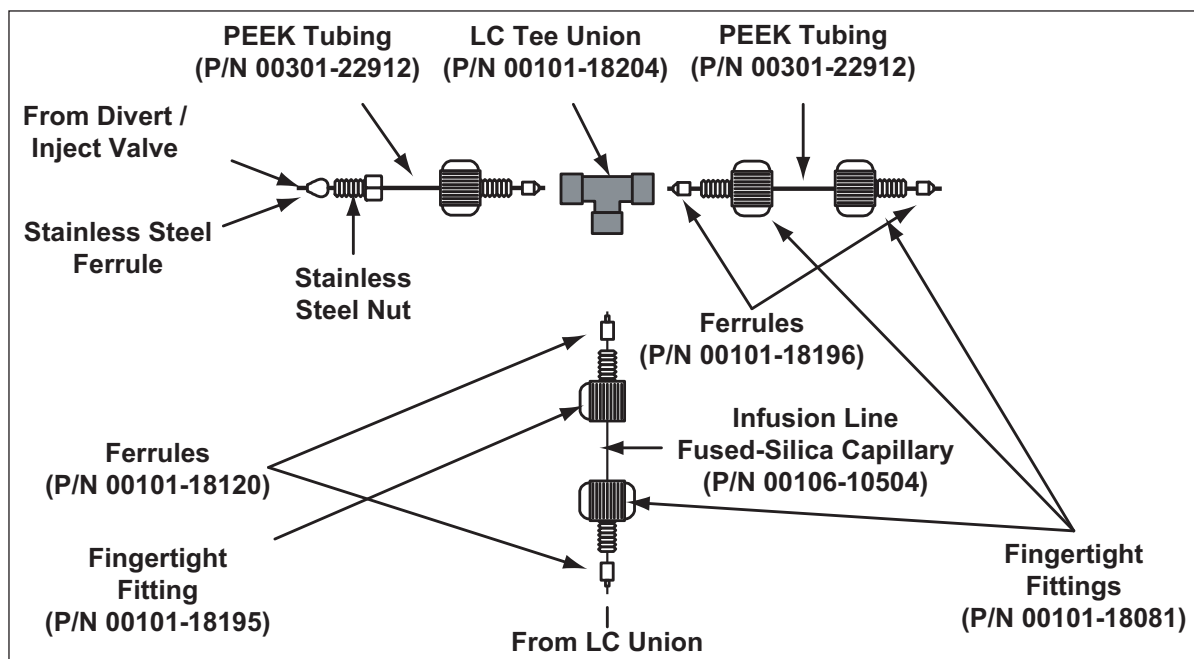 PEEK Tubing
(P/N 00301-22912)
LC Tee Union
(P/N 00101-18204)
PEEK Tubing
(P/N 00301-22912)
From Divert /
Inject Valve
Stainless Steel
Ferrule
Stainless
Steel Nut
Ferrules
(P/N 00101-18196)
Ferrules
(P/N 00101-18120)
Infusion Line
Fused-Silica Capillary
(P/N 00106-10504)
Fingertight
Fitting
(P/N 00101-18195)
Fingertight
Fittings
(P/N 00101-18081)
From LC Union